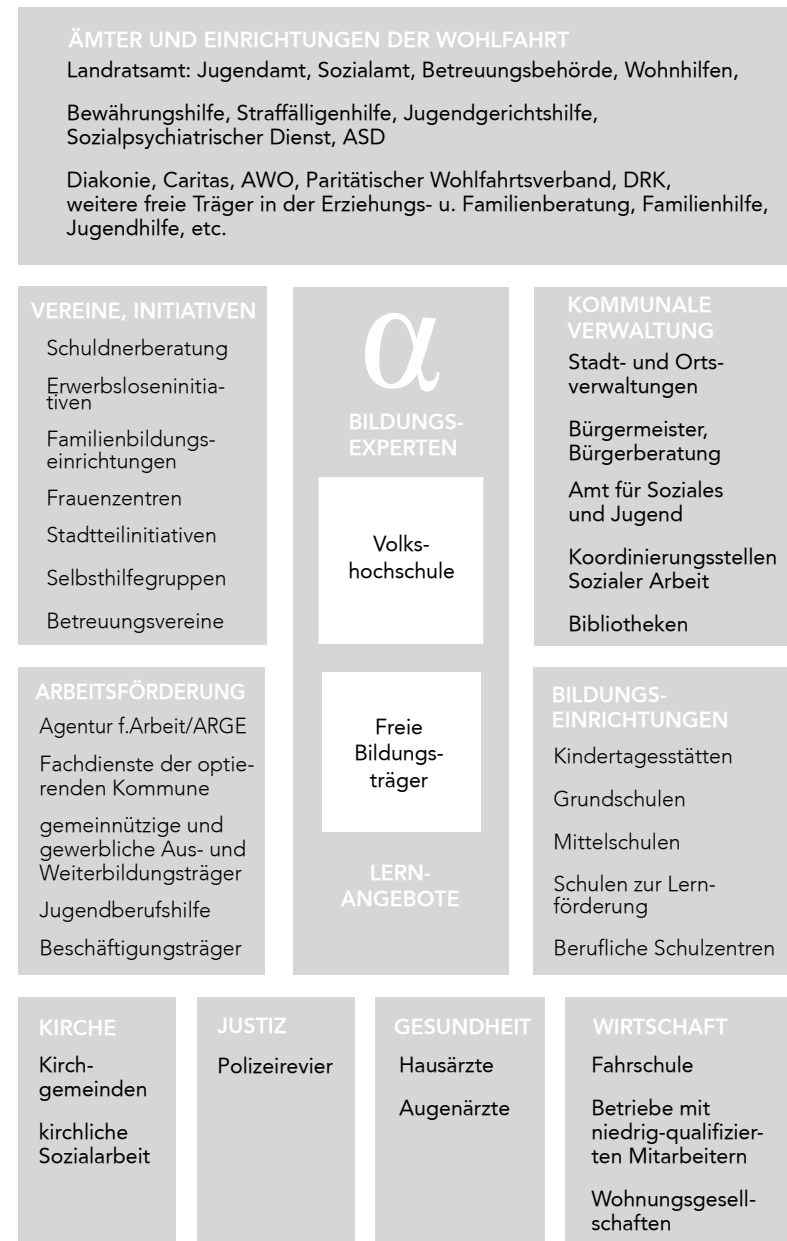 ÄMTER UND EINRICHTUNGEN DER WOHLFAHRT
Landratsamt: Jugendamt, Sozialamt, Betreuungsbehörde, Wohnhilfen,
Bewährungshilfe, Straffälligenhilfe, Jugendgerichtshilfe,
Sozialpsychiatrischer Dienst, ASD
Diakonie, Caritas, AWO, Paritätischer Wohlfahrtsverband, DRK,
weitere freie Träger in der Erziehungs- u. Familienberatung, Familienhilfe,
Jugendhilfe, etc.
VEREINE, INITIATIVEN
Schuldnerberatung
Erwerbsloseninitia-
tiven
Familienbildungs-
einrichtungen
Frauenzentren
Stadtteilinitiativen
Selbsthilfegruppen
Betreuungsvereine
α
BILDUNGS-
EXPERTEN
Volks-
hochschule
Freie
Bildungs-
träger
LERN-
ANGEBOTE
KOMMUNALE
VERWALTUNG
Stadt- und Orts-
verwaltungen
Bürgermeister,
Bürgerberatung
Amt für Soziales
und Jugend
Koordinierungsstellen
Sozialer Arbeit
Bibliotheken
ARBEITSFÖRDERUNG
Agentur f.Arbeit/ARGE
Fachdienste der optie-
renden Kommune
gemeinnützige und
gewerbliche Aus- und
Weiterbildungsträger
Jugendberufshilfe
Beschäftigungsträger
BILDUNGS-
EINRICHTUNGEN
Kindertagesstätten
Grundschulen
Mittelschulen
Schulen zur Lern-
förderung
Berufliche Schulzentren
KIRCHE
Kirch-
gemeinden
kirchliche
Sozialarbeit
JUSTIZ
Polizeirevier
GESUNDHEIT
Hausärzte
Augenärzte
WIRTSCHAFT
Fahrschule
Betriebe mit
niedrig-qualifizier-
ten Mitarbeitern
Wohnungsgesell-
schaften